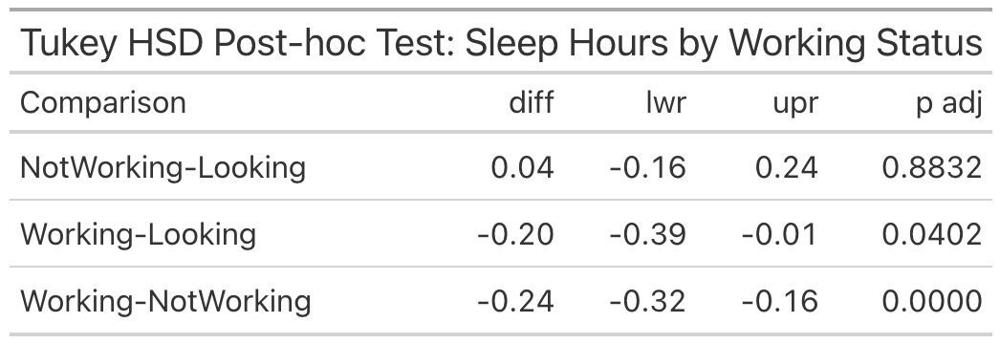 Tukey HSD Post-hoc Test: Sleep Hours by Working Status
Comparison diff lwr upr p adj
NotWorking-Looking 0.04 -0.16 0.24 0.8832
Working-Looking -0.20 -0.39 -0.01 0.0402
Working-NotWorking -0.24 -0.32 -0.16 0.0000